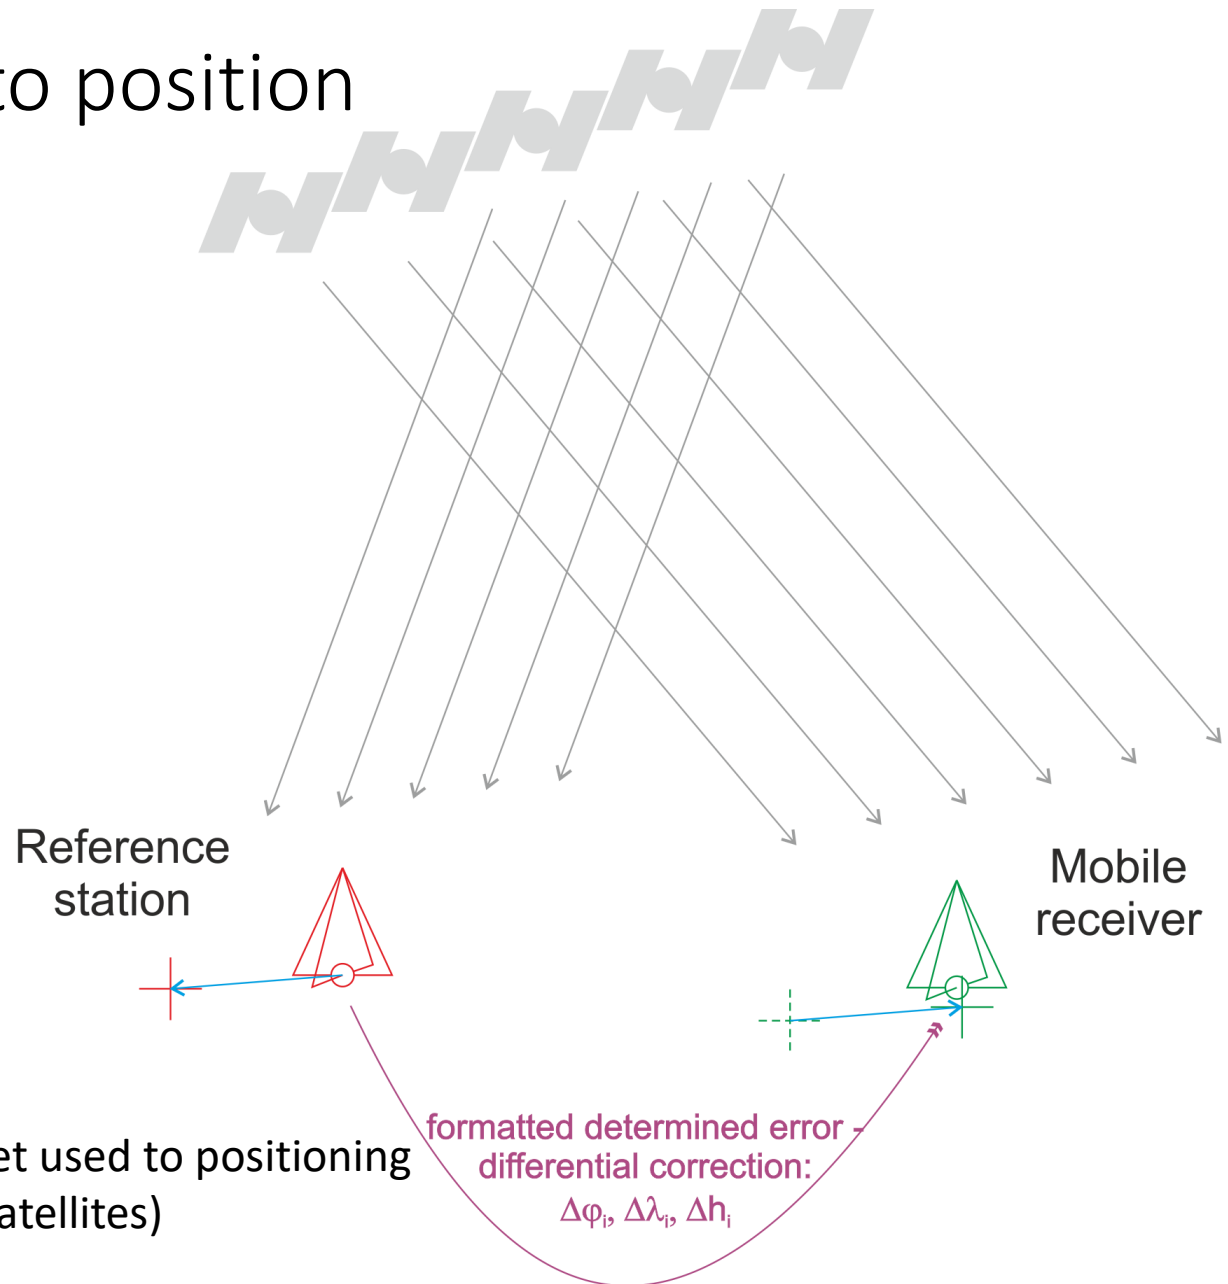 to position
Reference
station
Mobile
receiver
formatted determined error -
differential correction:
Δφi, Δλi, Δhi
et used to positioning
atellites)